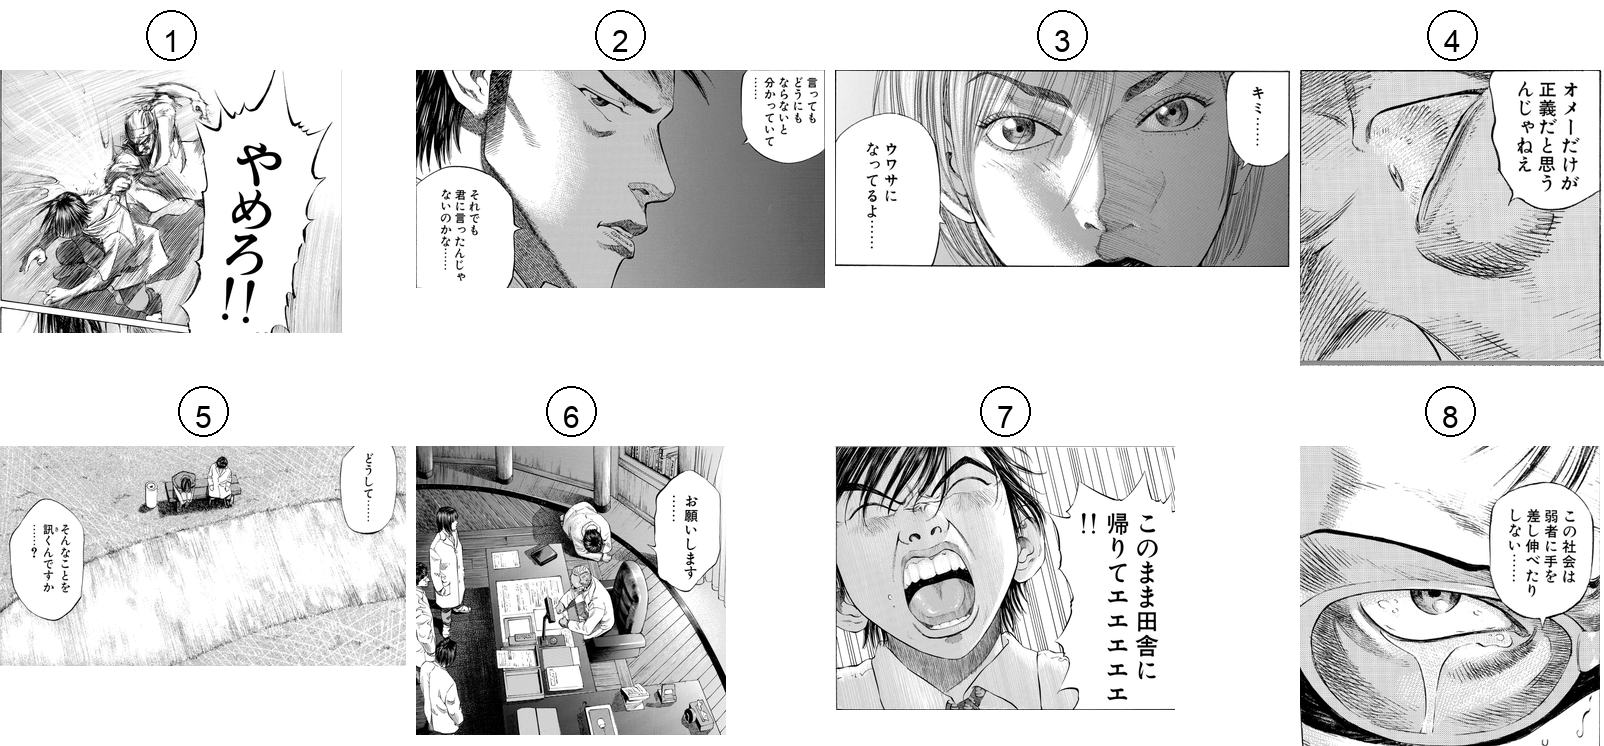 1
やめろ!!
2
言っても
どうにも
ならないと
分かっていて
……
それでも
君に言ったんじゃ
ないのかな……
3
キミ……
ウワサに
なってるよ……
4
オメーだけが
正義だと思う
んじゃねえ
5
どうして……
そんなことを
訊くんですか
……?
6
お願いします
……
7
このまま田舎に
帰りてエエエエエ
!!
8
この社会は
弱者に手を
差し伸べたり
しない……